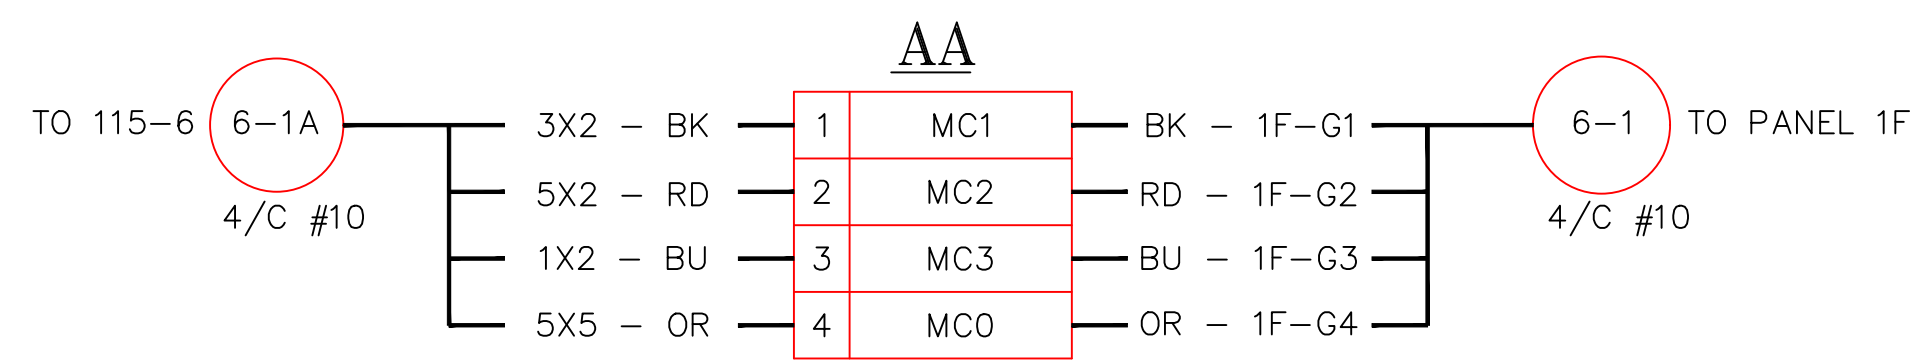 AA
TO 115-6 6-1A 3X2 - BK 1 MC1 BK - 1F-G1 6-1 TO PANEL 1F
5X2 - RD 2 MC2 RD - 1F-G2
4/C #10 4/C #10
1X2 - BU 3 MC3 BU - 1F-G3
5X5 - OR 4 MC0 OR - 1F-G4